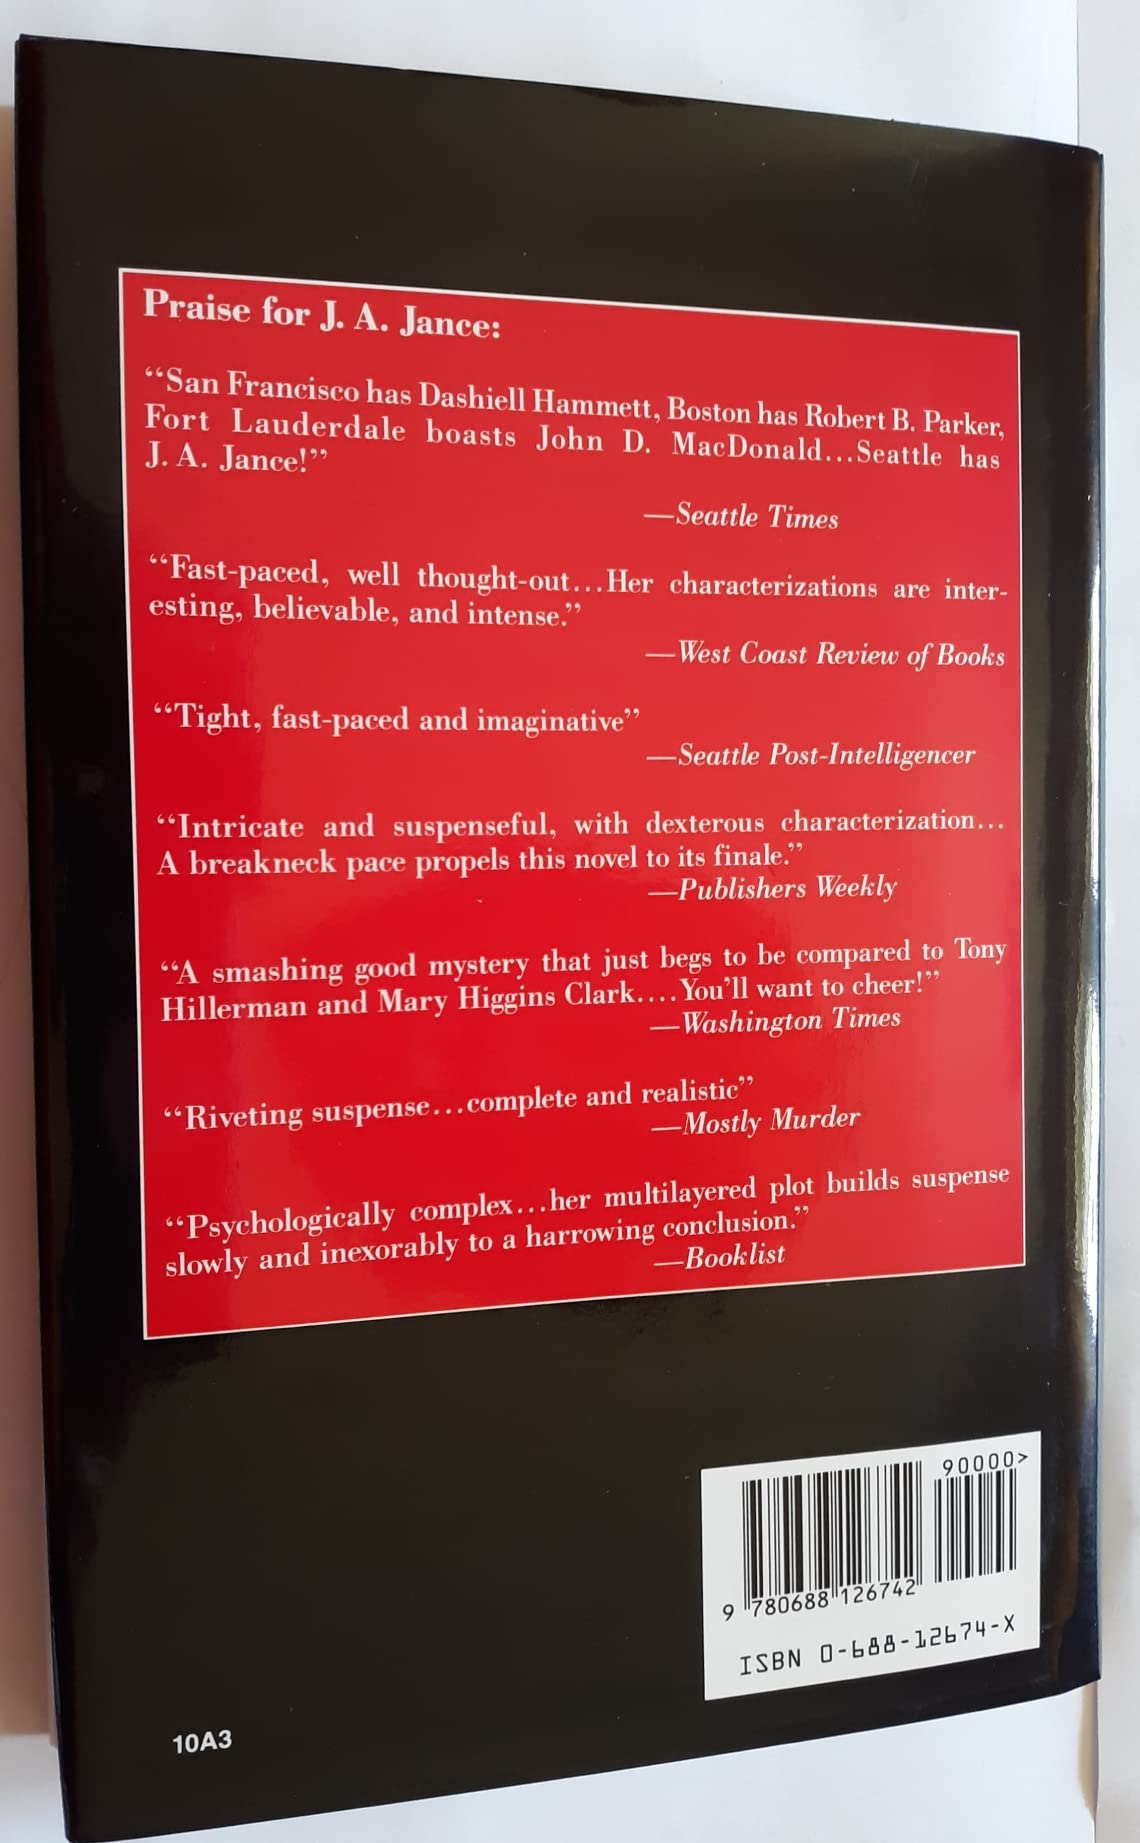 Praise for J. A. Jance:
“San Francisco has Dashiell Hammett, Boston has Robert B. Parker,
Fort Lauderdale boasts John D. MacDonald...Seattle has
J. A. Jance!”
—Seattle Times
“Fast-paced, well thought-out...Her characterizations are inter-
esting, believable, and intense.”
—West Coast Review of Books
“Tight, fast-paced and imaginative”
—Seattle Post-Intelligencer
“Intricate and suspenseful, with dexterous characterization...
A breakneck pace propels this novel to its finale.”
—Publishers Weekly
“A smashing good mystery that just begs to be compared to Tony
Hillerman and Mary Higgins Clark....You’ll want to cheer!”
—Washington Times
“Riveting suspense...complete and realistic”
—Mostly Murder
“Psychologically complex...her multilayered plot builds suspense
slowly and inexorably to a harrowing conclusion.”
—Booklist
90000>
9 780688 126742
ISBN 0-688-12674-X
10A3